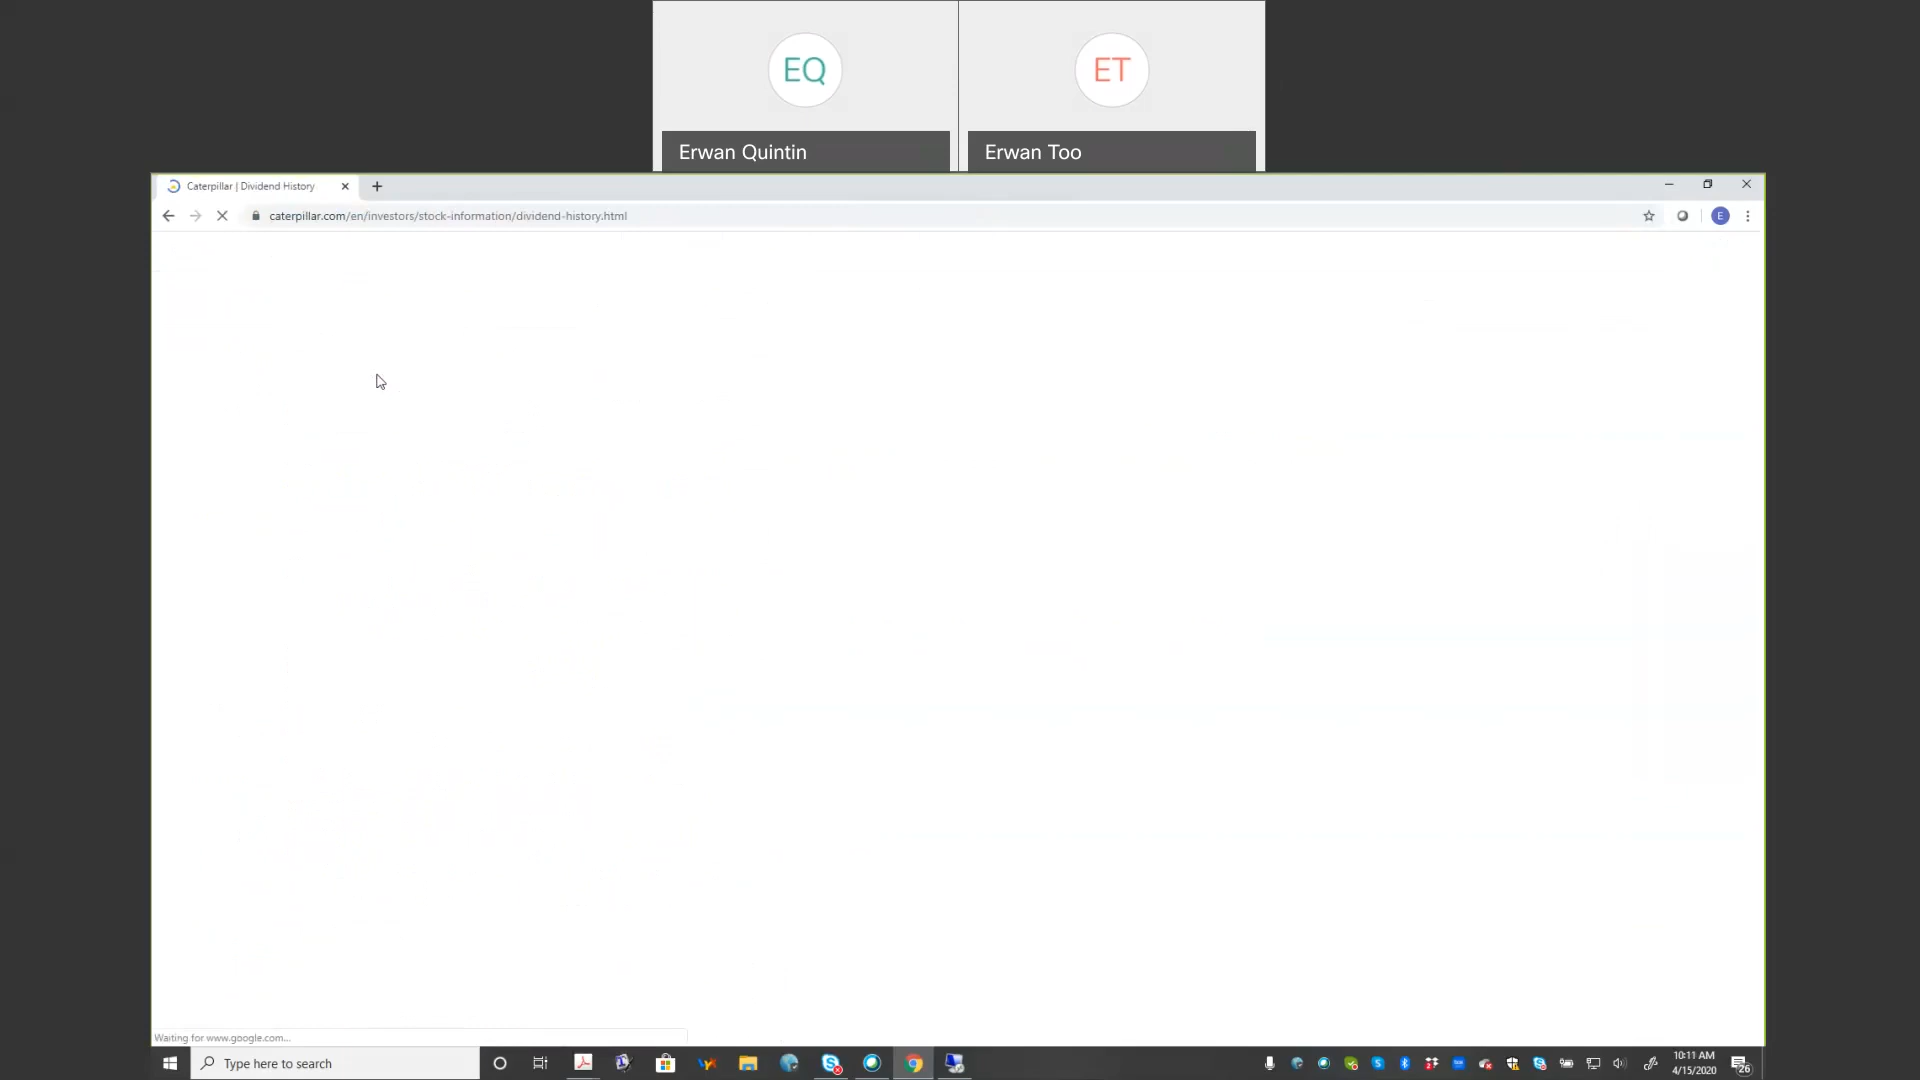 EQ
ET
Erwan Quintin
Erwan Too
Caterpillar | Dividend History
caterpillar.com/en/investors/stock-information/dividend-history.html
E
Waiting for www.google.com...
Type here to search
10:11 AM
4/15/2020
26